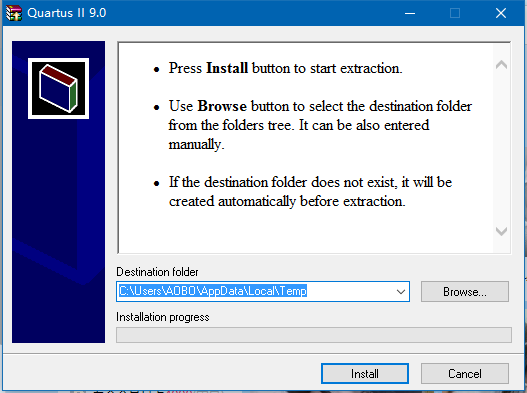 Quartus II 9.0
Press Install button to start extraction.
Use Browse button to select the destination folder
from the folders tree. It can be also entered
manually.
If the destination folder does not exist, it will be
created automatically before extraction.
Destination folder
C:\Users\AOBO\AppData\Local\Temp
Browse...
Installation progress
Install
Cancel